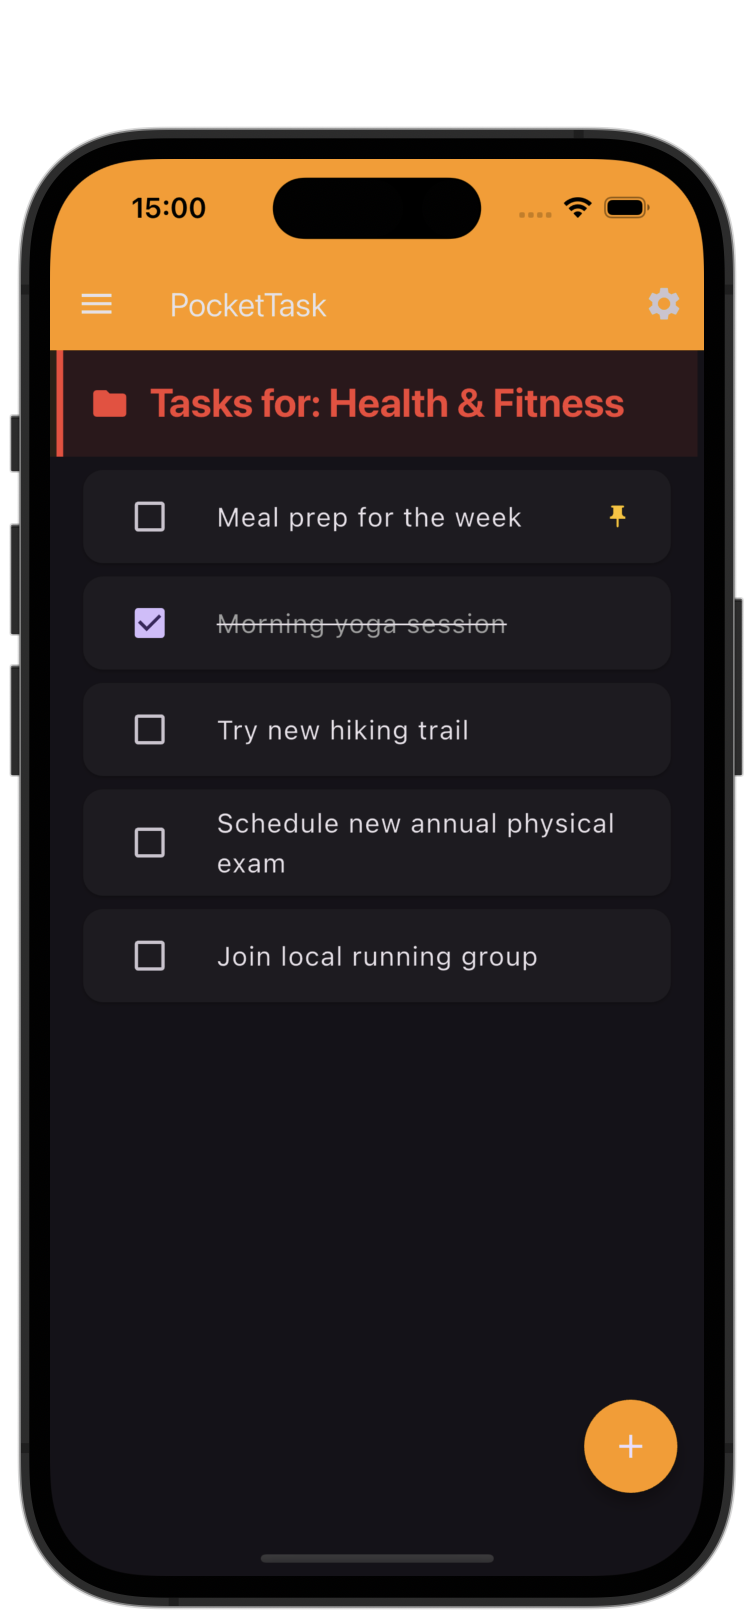 15:00
PocketTask
Tasks for: Health & Fitness
Meal prep for the week
Morning yoga session
Try new hiking trail
Schedule new annual physical
exam
Join local running group